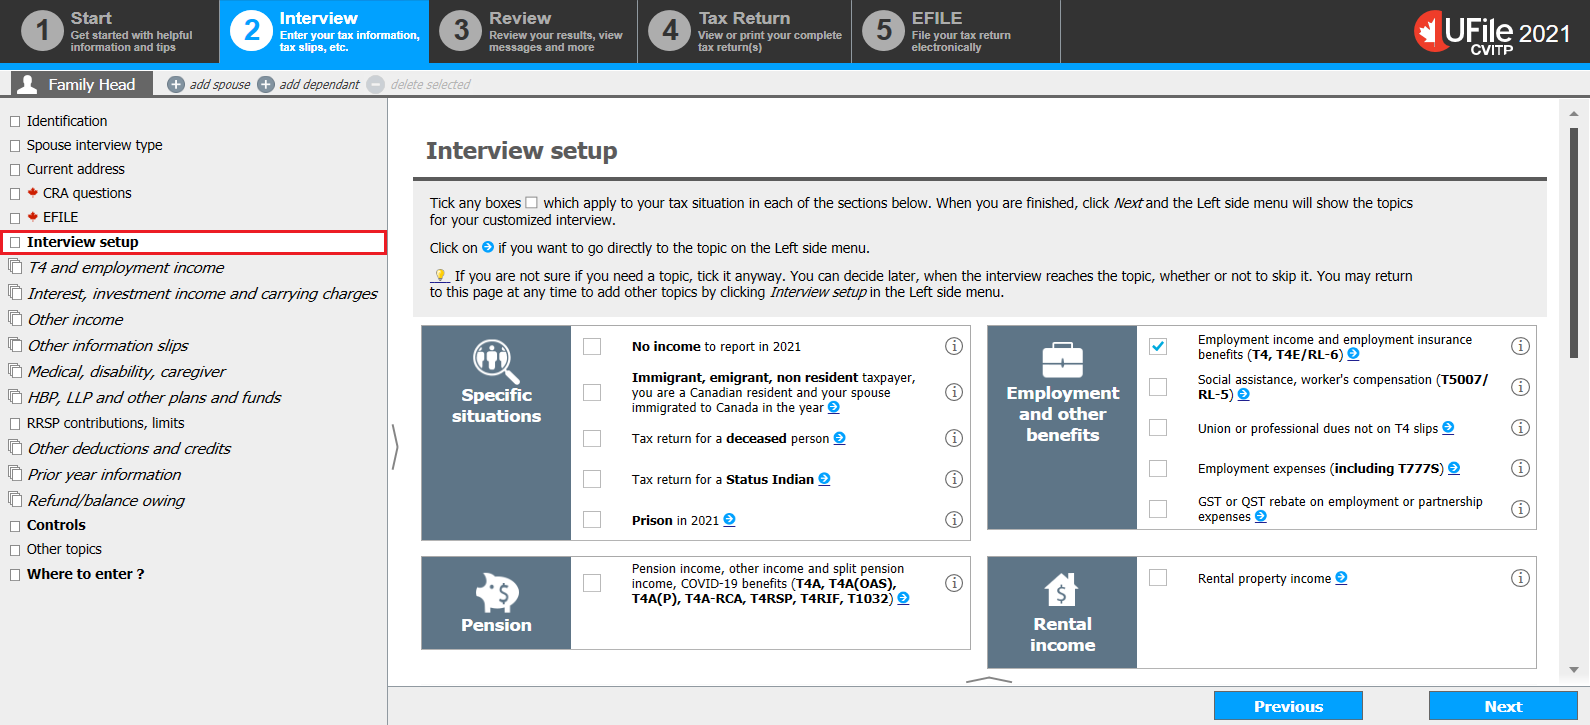 1
Start
Get started with helpful
information and tips
2
Interview
Enter your tax information,
tax slips, etc.
3
Review
Review your results, view
messages and more
4
Tax Return
View or print your complete
tax return(s)
5
EFILE
File your tax return
electronically
UFile 2021
CVITP
Family Head
add spouse
add dependant
delete selected
Identification
Spouse interview type
Current address
CRA questions
EFILE
Interview setup
T4 and employment income
Interest, investment income and carrying charges
Other income
Other information slips
Medical, disability, caregiver
HBP, LLP and other plans and funds
RRSP contributions, limits
Other deductions and credits
Prior year information
Refund/balance owing
Controls
Other topics
Where to enter ?
Interview setup
Tick any boxes which apply to your tax situation in each of the sections below. When you are finished, click Next and the Left side menu will show the topics
for your customized interview.
Click on if you want to go directly to the topic on the Left side menu.
If you are not sure if you need a topic, tick it anyway. You can decide later, when the interview reaches the topic, whether or not to skip it. You may return
to this page at any time to add other topics by clicking Interview setup in the Left side menu.
Specific
situations
No income to report in 2021
Immigrant, emigrant, non resident taxpayer,
you are a Canadian resident and your spouse
immigrated to Canada in the year
Tax return for a deceased person
Tax return for a Status Indian
Prison in 2021
Employment
and other
benefits
Employment income and employment insurance
benefits (T4, T4E/RL-6)
Social assistance, worker's compensation (T5007/
RL-5)
Union or professional dues not on T4 slips
Employment expenses (including T777S)
GST or QST rebate on employment or partnership
expenses
Pension
Pension income, other income and split pension
income, COVID-19 benefits (T4A, T4A(OAS),
T4A(P), T4A-RCA, T4RSP, T4RIF, T1032)
Rental
income
Rental property income
Previous
Next